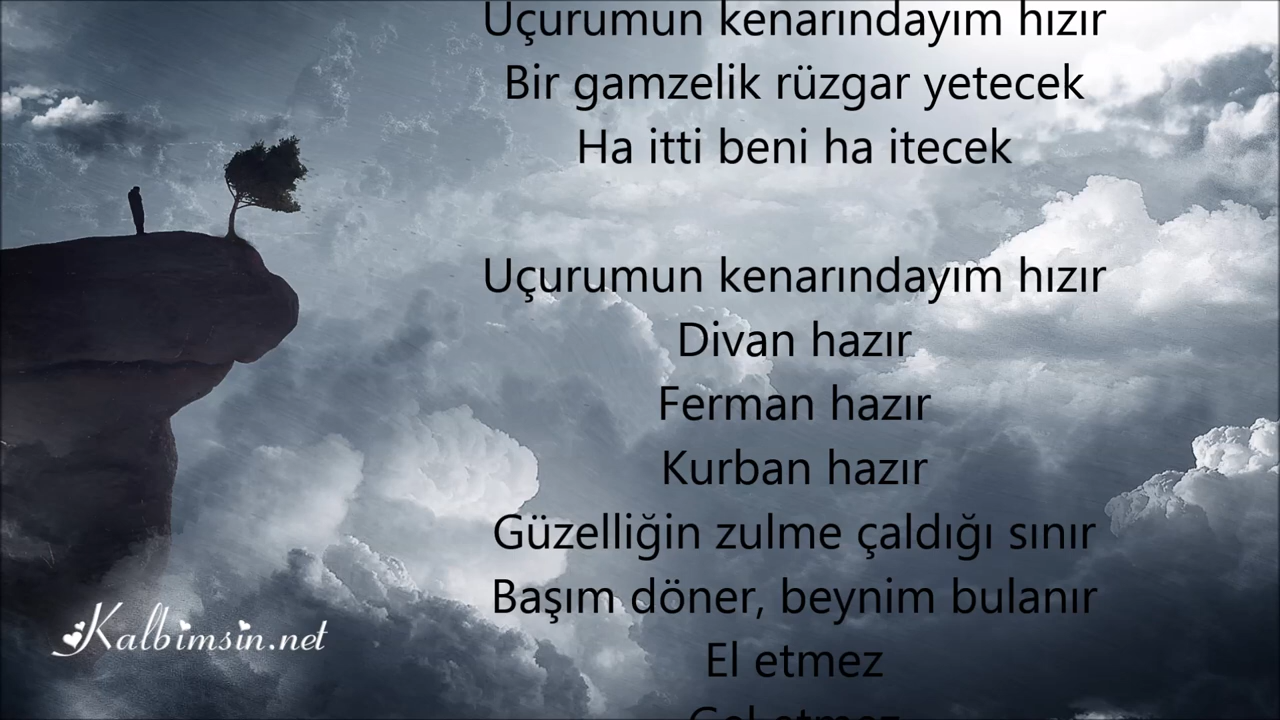 Uçurumun kenarındayım hızır
Bir gamzelik rüzgar yetecek
Ha itti beni ha itecek
Uçurumun kenarındayım hızır
Divan hazır
Ferman hazır
Kurban hazır
Güzelliğin zulme çaldığı sınır
Başım döner, beynim bulanır
El etmez
Kalbimsin.net